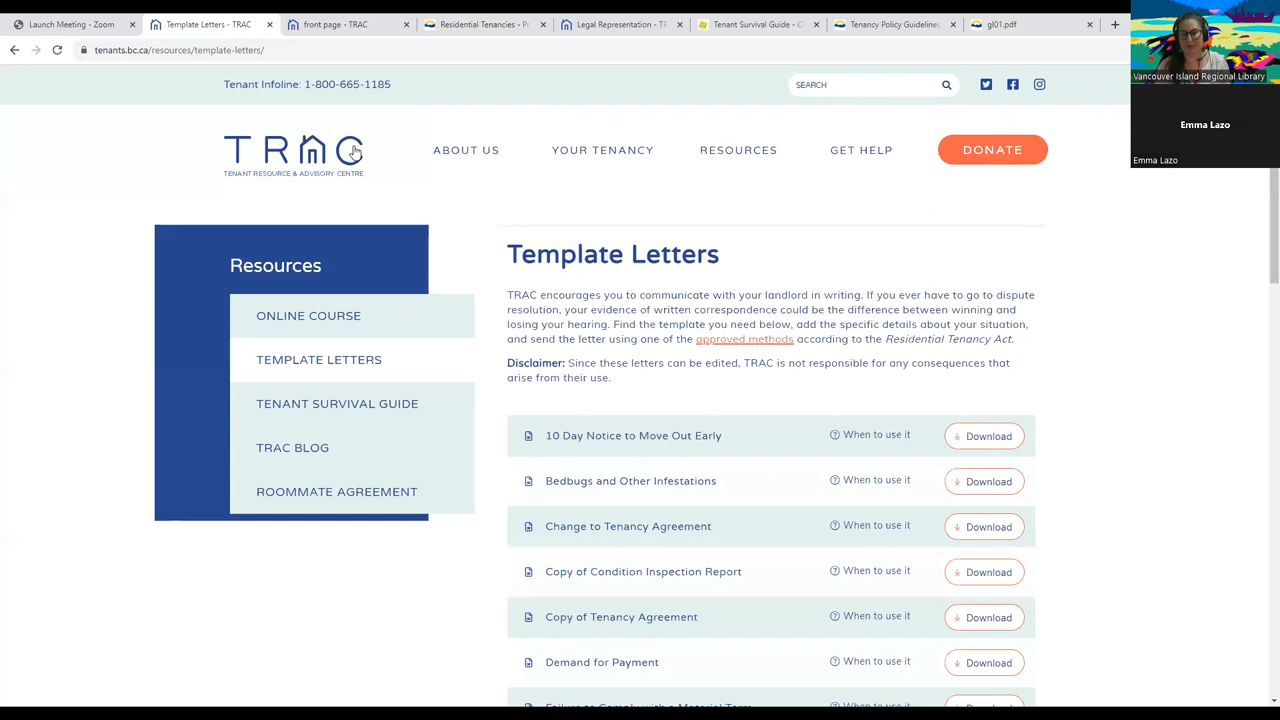 Launch Meeting - Zoom
Template Letters - TRAC
front page - TRAC
Residential Tenancies - P
Legal Representation - TR
Tenant Survival Guide - C
Tenancy Policy Guidelines
gl01.pdf
tenants.bc.ca/resources/template-letters/
Tenant Infoline: 1-800-665-1185
SEARCH
TRAC
TENANT RESOURCE & ADVISORY CENTRE
ABOUT US
YOUR TENANCY
RESOURCES
GET HELP
DONATE
Vancouver Island Regional Library
Emma Lazo
Emma Lazo
Resources
ONLINE COURSE
TEMPLATE LETTERS
TENANT SURVIVAL GUIDE
TRAC BLOG
ROOMMATE AGREEMENT
Template Letters
TRAC encourages you to communicate with your landlord in writing. If you ever have to go to dispute
resolution, your evidence of written correspondence could be the difference between winning and
losing your hearing. Find the template you need below, add the specific details about your situation,
and send the letter using one of the approved methods according to the Residential Tenancy Act.
Disclaimer: Since these letters can be edited, TRAC is not responsible for any consequences that
arise from their use.
10 Day Notice to Move Out Early When to use it Download
Bedbugs and Other Infestations When to use it Download
Change to Tenancy Agreement When to use it Download
Copy of Condition Inspection Report When to use it Download
Copy of Tenancy Agreement When to use it Download
Demand for Payment When to use it Download